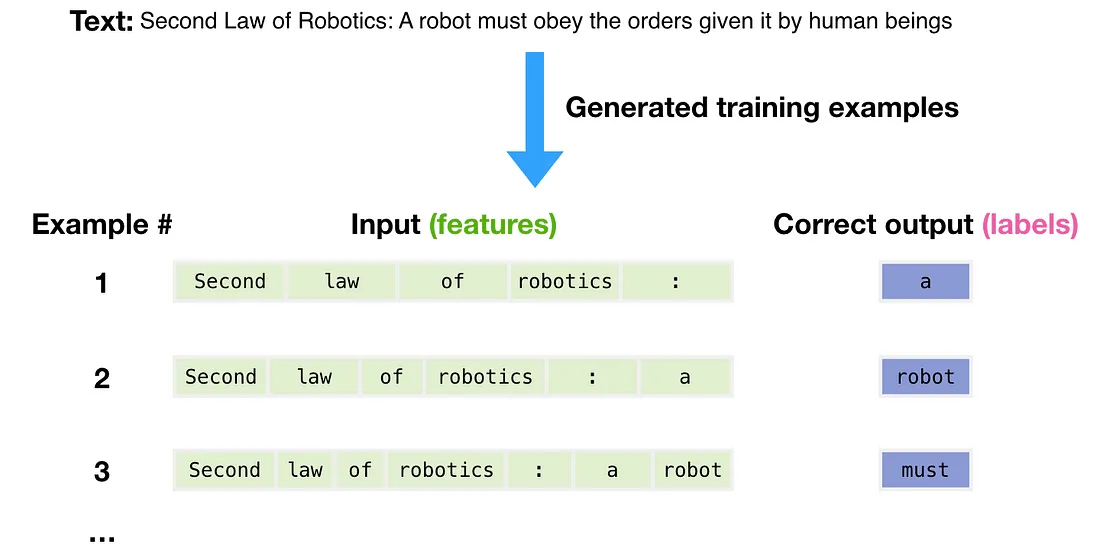 Text: Second Law of Robotics: A robot must obey the orders given it by human beings
Generated training examples
Example # Input (features) Correct output (labels)
1 Second law of robotics : a
2 Second law of robotics : a robot
3 Second law of robotics : a robot must
...